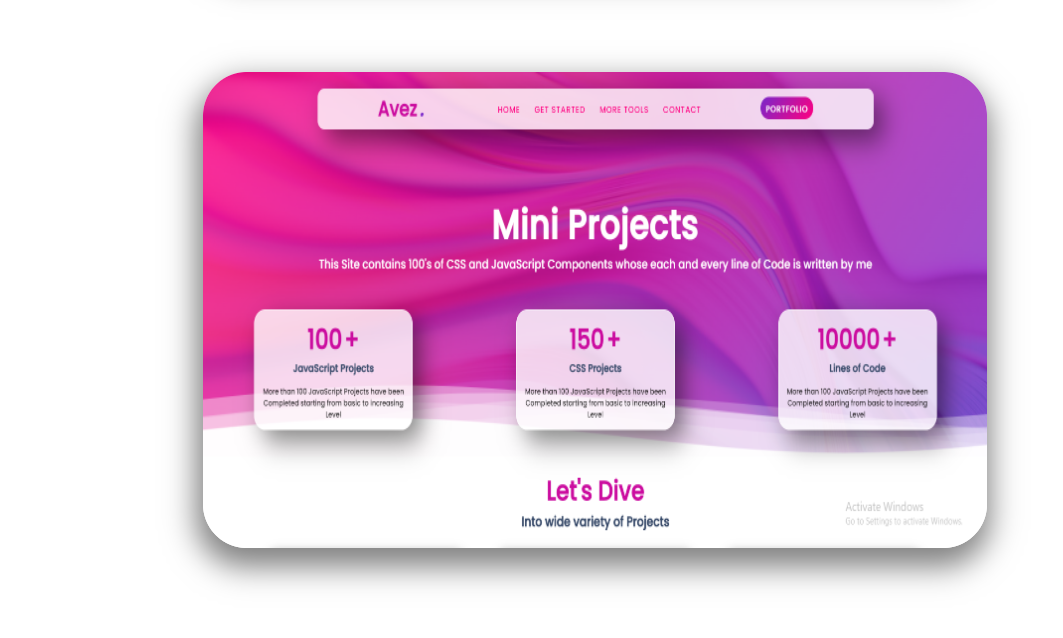 Avez.
HOME GET STARTED MORE TOOLS CONTACT
PORTFOLIO
Mini Projects
This Site contains 100's of CSS and JavaScript Components whose each and every line of Code is written by me
100+
JavaScript Projects
More than 100 JavaScript Projects have been
Completed starting from basic to increasing
Level
150+
CSS Projects
More than 100 JavaScript Projects have been
Completed starting from basic to increasing
Level
10000+
Lines of Code
More than 100 JavaScript Projects have been
Completed starting from basic to increasing
Level
Let's Dive
Into wide variety of Projects
Activate Windows
Go to Settings to activate Windows.